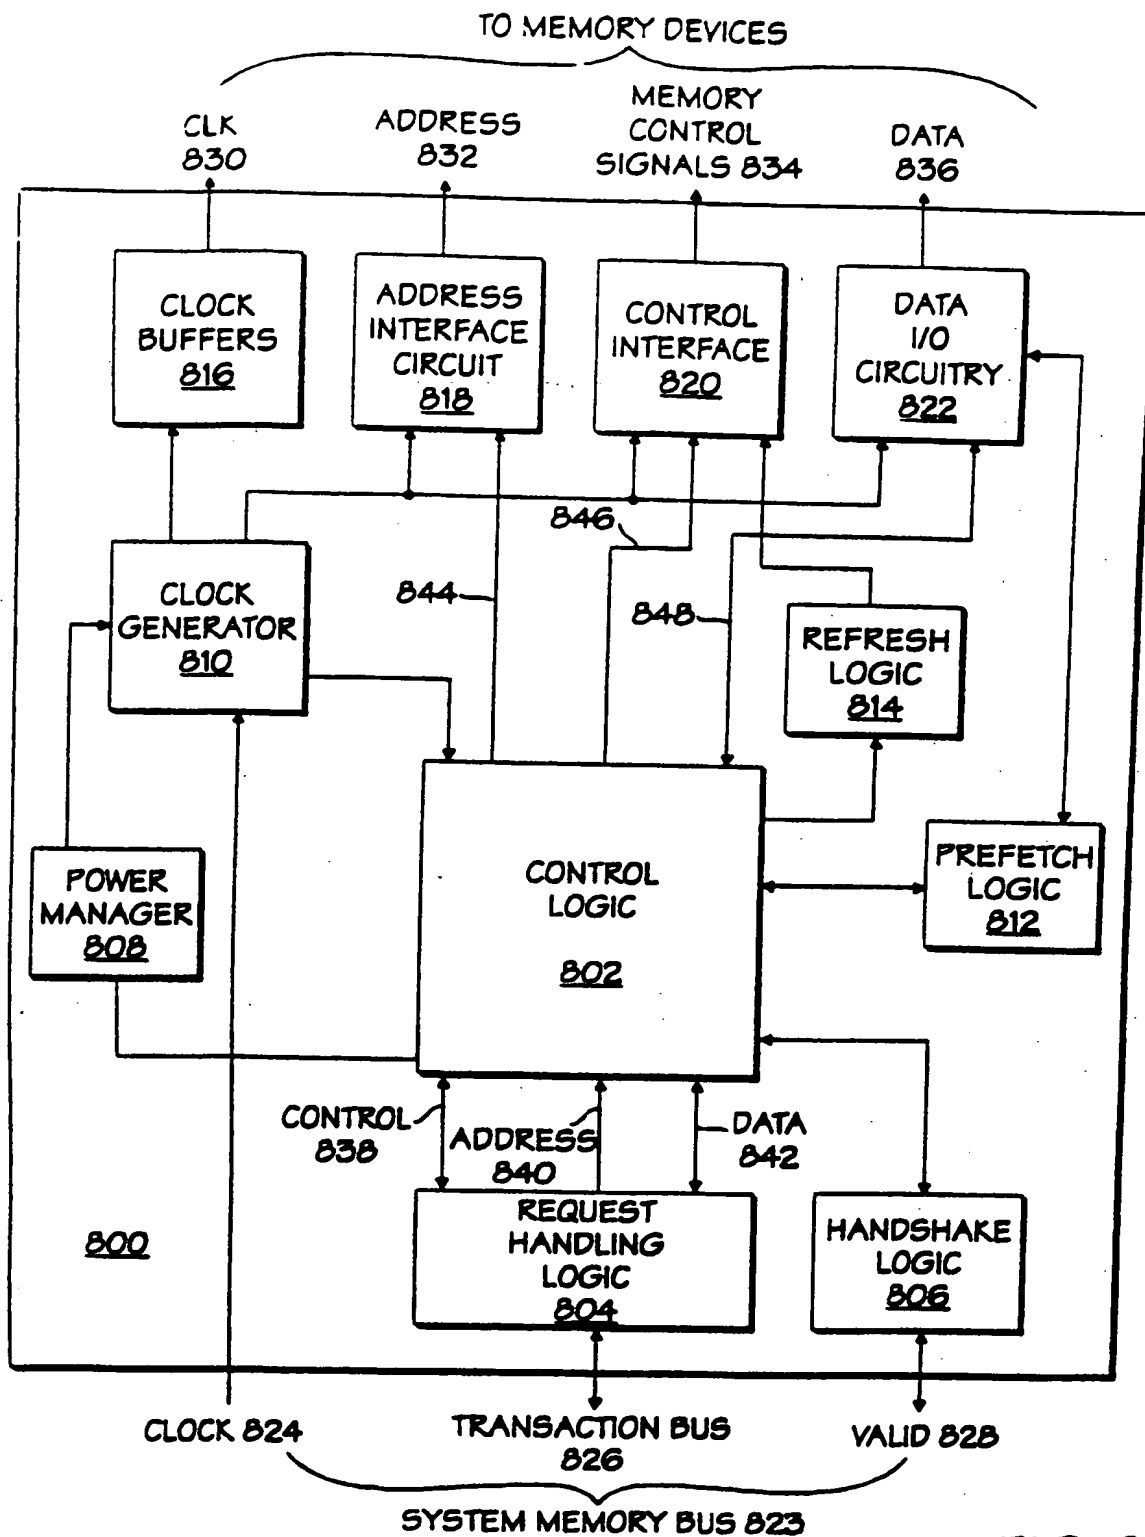 TO MEMORY DEVICES
CLK
830
ADDRESS
832
MEMORY
CONTROL
SIGNALS 834
DATA
836
CLOCK
BUFFERS
816
ADDRESS
INTERFACE
CIRCUIT
818
CONTROL
INTERFACE
820
DATA
I/O
CIRCUITRY
822
846
844
848
CLOCK
GENERATOR
810
REFRESH
LOGIC
814
POWER
MANAGER
808
CONTROL
LOGIC
802
PREFETCH
LOGIC
812
CONTROL
838
ADDRESS
840
DATA
842
800
REQUEST
HANDLING
LOGIC
804
HANDSHAKE
LOGIC
806
CLOCK 824
TRANSACTION BUS
826
VALID 828
SYSTEM MEMORY BUS 823